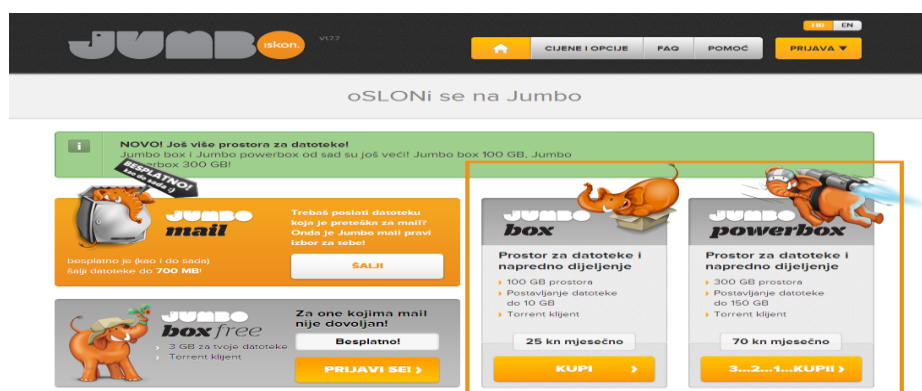 JUMBO iskon. v1.7.7
HR EN
CIJENE I OPCIJE FAQ POMOĆ PRIJAVA
oSLONi se na Jumbo
NOVO! Još više prostora za datoteke!
Jumbo box i Jumbo powerbox od sad su još veći! Jumbo box 100 GB, Jumbo
powerbox 300 GB!
BESPLATNO!
kao do sada :)
JUMBO
mail
Trebaš poslati datoteku
koja je preteška za mail?
Onda je Jumbo mail pravi
izbor za tebe!
besplatno je (kao i do sada)
šalji datoteke do 700 MB!
ŠALJI
JUMBO
box free
3 GB za tvoje datoteke
Torrent klijent
Za one kojima mail
nije dovoljan!
Besplatno!
PRIJAVI SE!
JUMBO
box
Prostor za datoteke i
napredno dijeljenje
100 GB prostora
Postavljanje datoteke
do 10 GB
Torrent klijent
25 kn mjesečno
KUPI
JUMBO
powerbox
Prostor za datoteke i
napredno dijeljenje
300 GB prostora
Postavljanje datoteke
do 150 GB
Torrent klijent
70 kn mjesečno
3...2...1...KUPI!